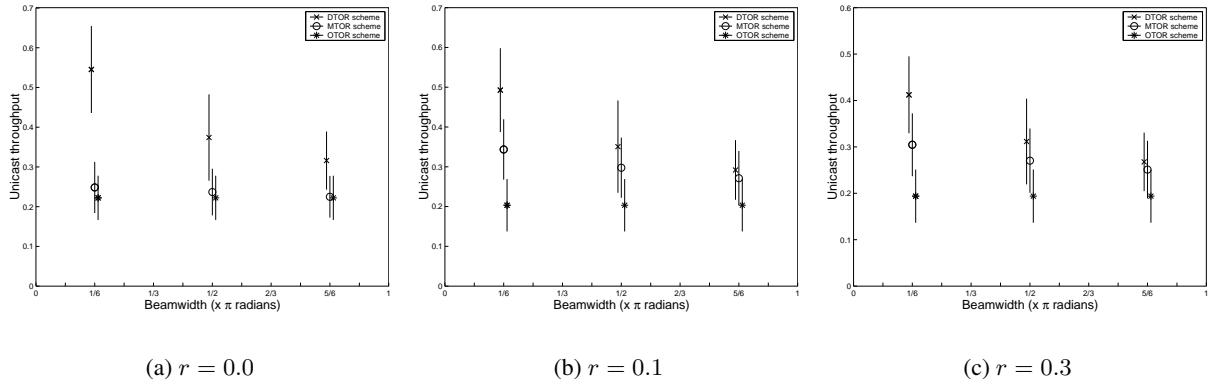 0.7
0.6
0.5
0.4
0.3
0.2
0.1
0
Unicast throughput
DTOR scheme
MTOR scheme
OTOR scheme
0 1/6 1/3 1/2 2/3 5/6 1
Beamwidth (x π radians)
(a) r = 0.0
0.7
0.6
0.5
0.4
0.3
0.2
0.1
0
Unicast throughput
DTOR scheme
MTOR scheme
OTOR scheme
0 1/6 1/3 1/2 2/3 5/6 1
Beamwidth (x π radians)
(b) r = 0.1
0.6
0.5
0.4
0.3
0.2
0.1
0
Unicast throughput
DTOR scheme
MTOR scheme
OTOR scheme
0 1/6 1/3 1/2 2/3 5/6 1
Beamwidth (x π radians)
(c) r = 0.3